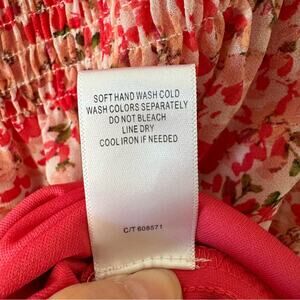 SOFT HAND WASH COLD
WASH COLORS SEPARATELY
DO NOT BLEACH
LINE DRY
COOL IRON IF NEEDED
C/T 608571